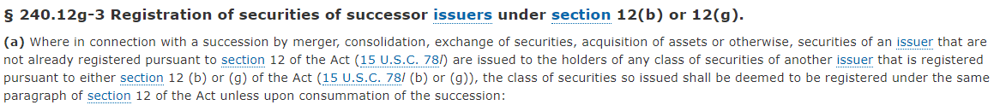 § 240.12g-3 Registration of securities of successor issuers under section 12(b) or 12(g).
(a) Where in connection with a succession by merger, consolidation, exchange of securities, acquisition of assets or otherwise, securities of an issuer that are
not already registered pursuant to section 12 of the Act (15 U.S.C. 78l) are issued to the holders of any class of securities of another issuer that is registered
pursuant to either section 12 (b) or (g) of the Act (15 U.S.C. 78l (b) or (g)), the class of securities so issued shall be deemed to be registered under the same
paragraph of section 12 of the Act unless upon consummation of the succession: